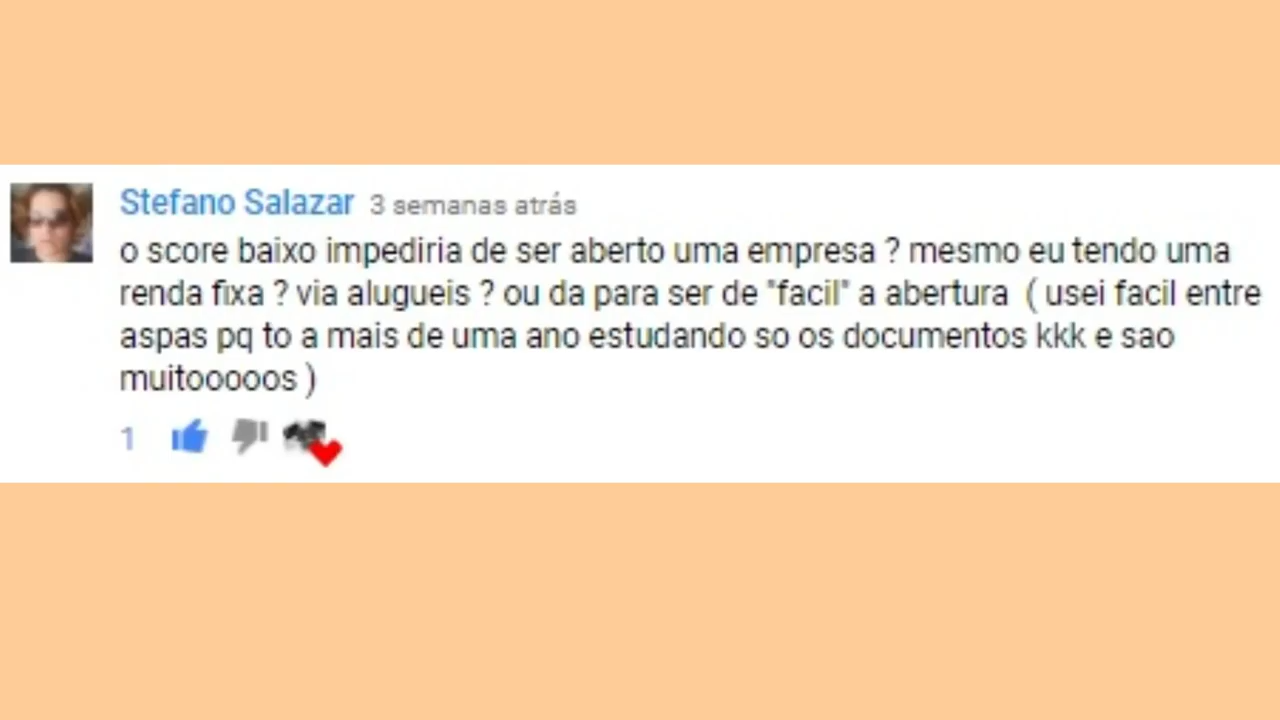 Stefano Salazar 3 semanas atrás
o score baixo impediria de ser aberto uma empresa ? mesmo eu tendo uma
renda fixa ? via alugueis ? ou da para ser de "facil" a abertura ( usei facil entre
aspas pq to a mais de uma ano estudando so os documentos kkk e sao
muitooooos )
1